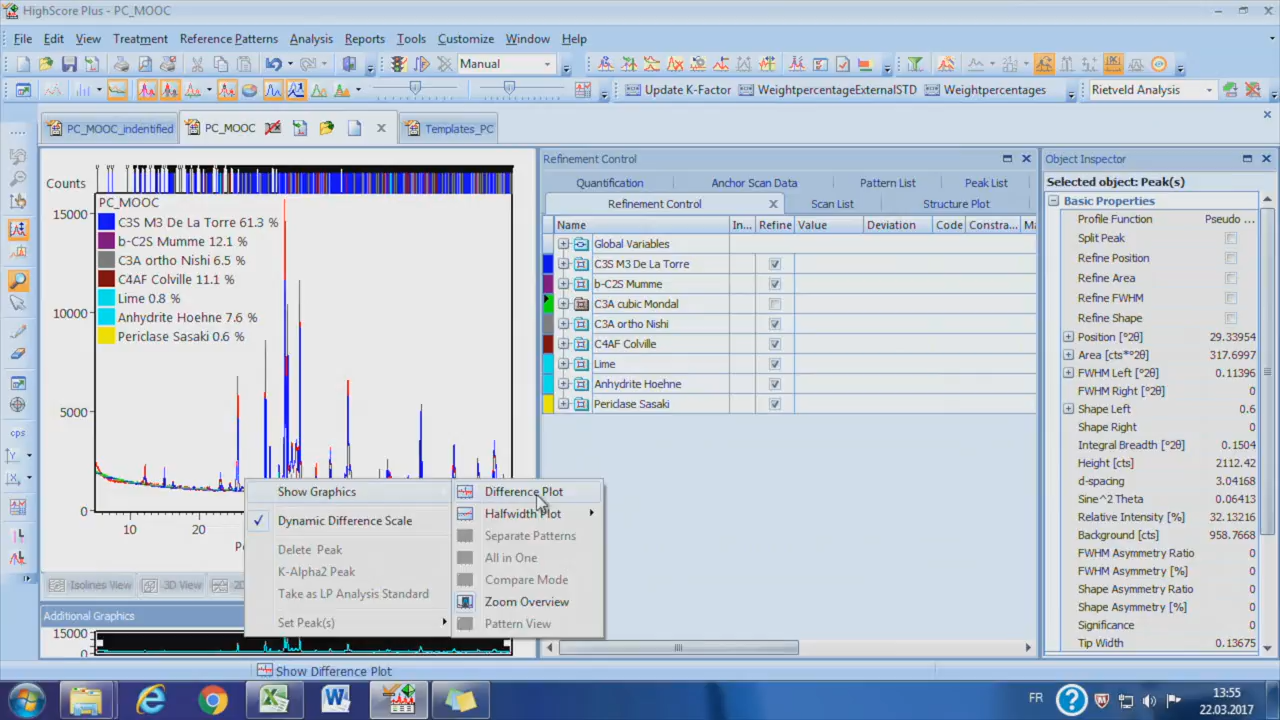 HighScore Plus - PC_MOOC
File Edit View Treatment Reference Patterns Analysis Reports Tools Customize Window Help
Manual
Update K-Factor WeightpercentageExternalSTD Weightpercentages Rietveld Analysis
PC_MOOC_indentified PC_MOOC Templates_PC
Counts
15000
10000
5000
0
10 20
PC_MOOC
C3S M3 De La Torre 61.3 %
b-C2S Mumme 12.1 %
C3A ortho Nishi 6.5 %
C4AF Colville 11.1 %
Lime 0.8 %
Anhydrite Hoehne 7.6 %
Periclase Sasaki 0.6 %
cps
Isolines View 3D View
Additional Graphics
15000
10000
5000
0
Show Graphics
Dynamic Difference Scale
Delete Peak
K-Alpha2 Peak
Take as LP Analysis Standard
Set Peak(s)
Difference Plot
Halfwidth Plot
Separate Patterns
All in One
Compare Mode
Zoom Overview
Pattern View
Refinement Control
Quantification Anchor Scan Data Pattern List Peak List
Refinement Control Scan List Structure Plot
Name In... Refine Value Deviation Code Constra... Ma
Global Variables
C3S M3 De La Torre
b-C2S Mumme
C3A cubic Mondal
C3A ortho Nishi
C4AF Colville
Lime
Anhydrite Hoehne
Periclase Sasaki
Object Inspector
Selected object: Peak(s)
Basic Properties
Profile Function Pseudo ...
Split Peak
Refine Position
Refine Area
Refine FWHM
Refine Shape
Position [°2θ] 29.33954
Area [cts*°2θ] 317.6997
FWHM Left [°2θ] 0.11396
FWHM Right [°2θ] 0
Shape Left 0.6
Shape Right 0
Integral Breadth [°2θ] 0.1504
Height [cts] 2112.42
d-spacing 3.04168
Sine^2 Theta 0.06413
Relative Intensity [%] 32.13216
Background [cts] 958.7668
FWHM Asymmetry Ratio 0
Shape Asymmetry Ratio 0
Shape Asymmetry 0
Significance 0
Tip Width 0.13675
Show Difference Plot
FR
13:55
22.03.2017